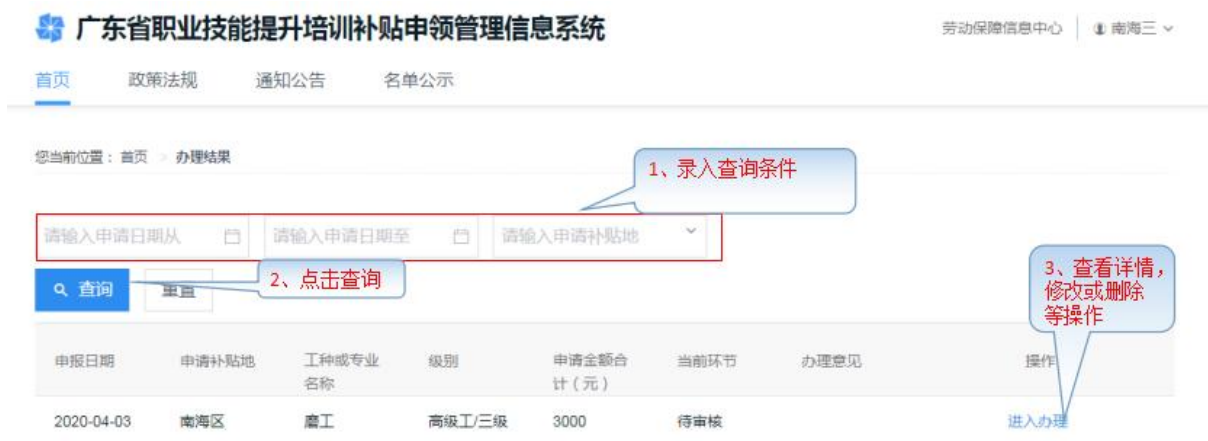 广东省职业技能提升培训补贴申领管理信息系统
劳动保障信息中心 南海三
首页 政策法规 通知公告 名单公示
您当前位置：首页 > 办理结果
1、录入查询条件
请输入申请日期从 请输入申请日期至 请输入申请补贴地
查询 重置
2、点击查询
3、查看详情，
修改或删除
等操作
申报日期 申请补贴地 工种或专业 级别 申请金额合 当前环节 办理意见 操作
名称 计（元）
2020-04-03 南海区 磨工 高级工/三级 3000 待审核 进入办理